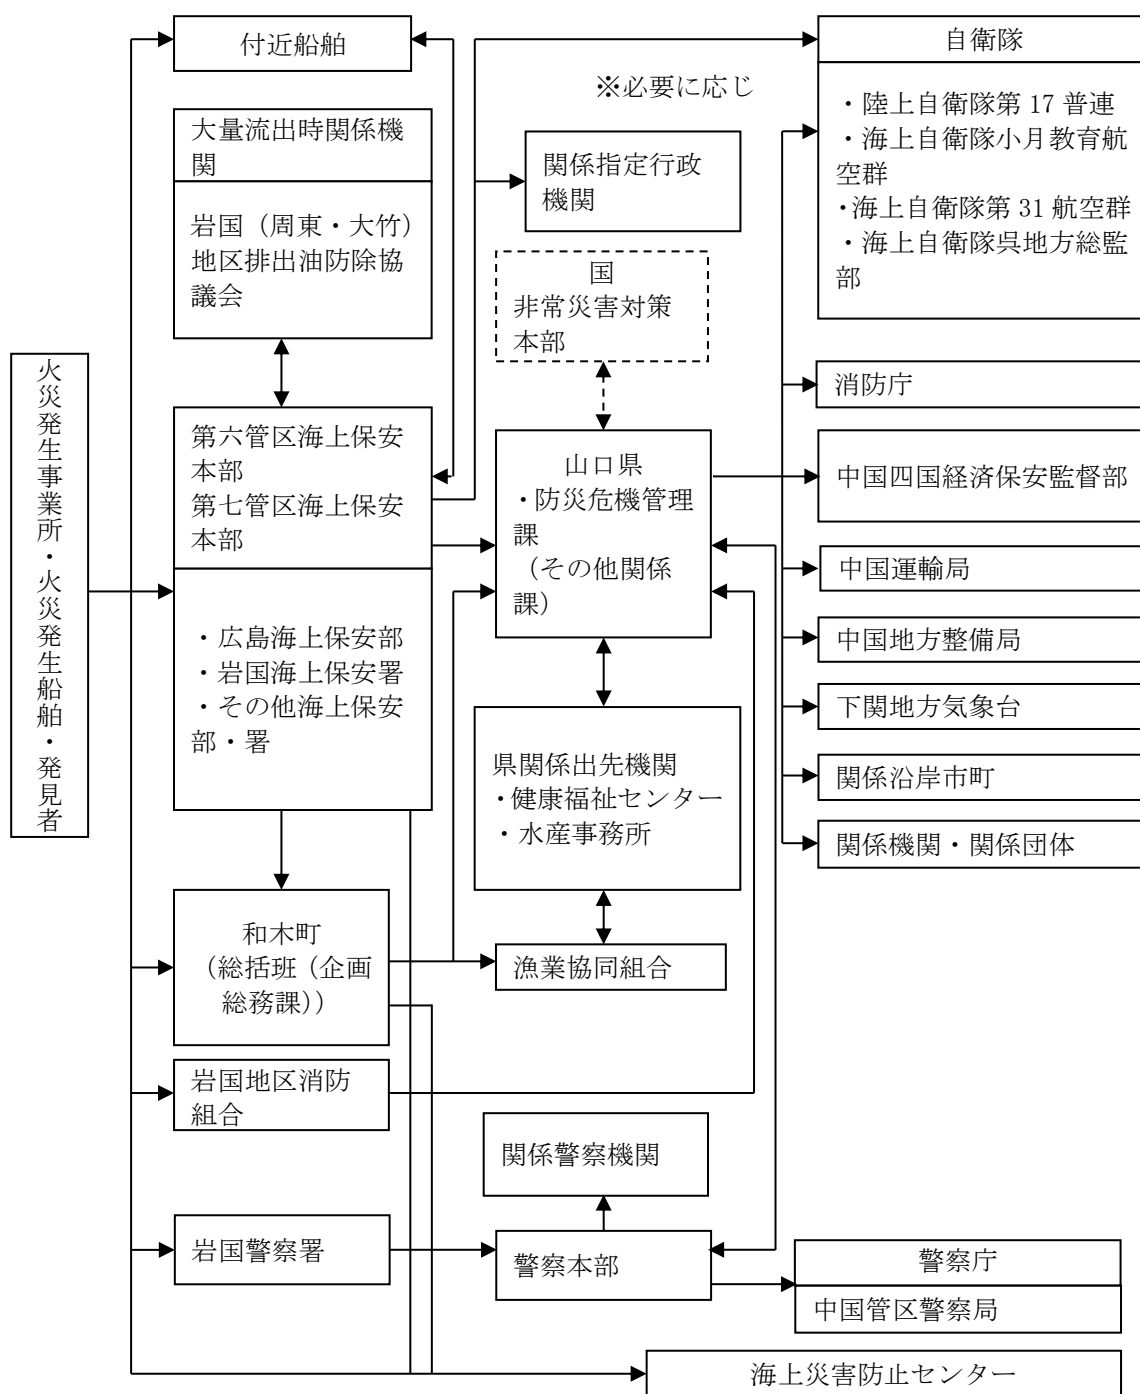 付近船舶
自衛隊
※必要に応じ
・陸上自衛隊第 17 普連
・海上自衛隊小月教育航
空群
・海上自衛隊第 31 航空群
・海上自衛隊呉地方総監
部
大量流出時関係機
関
岩国（周東・大竹）
地区排出油防除協
議会
関係指定行政
機関
国
非常災害対策
本部
火災発生事業所・火災発生船舶・発見者
第六管区海上保安
本部
第七管区海上保安
本部
・広島海上保安部
・岩国海上保安署
・その他海上保安
部・署
山口県
・防災危機管理
課
（その他関係
課）
消防庁
中国四国経済保安監督部
中国運輸局
中国地方整備局
下関地方気象台
関係沿岸市町
関係機関・関係団体
県関係出先機関
・健康福祉センター
・水産事務所
和木町
（総括班（企画
総務課））
漁業協同組合
岩国地区消防
組合
関係警察機関
岩国警察署
警察本部
警察庁
中国管区警察局
海上災害防止センター